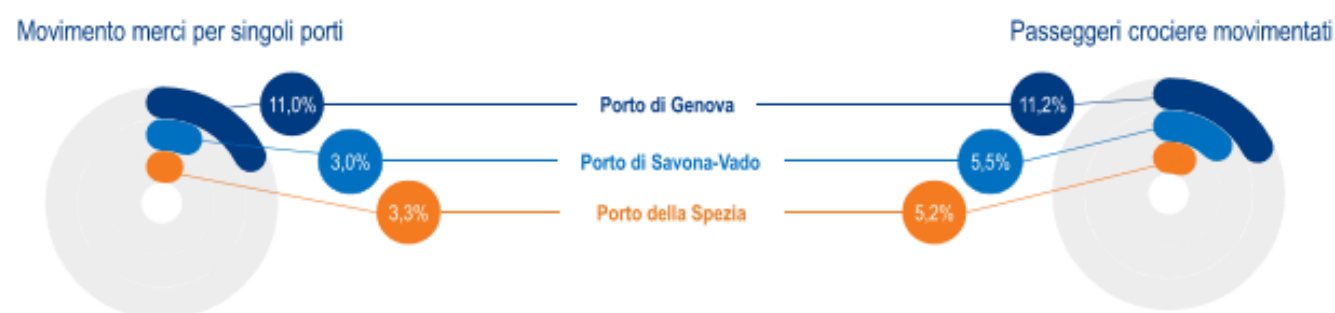 Movimento merci per singoli porti
Passeggeri crociere movimentati
11,0%
Porto di Genova
11,2%
3,0%
Porto di Savona-Vado
5,5%
3,3%
Porto della Spezia
5,2%